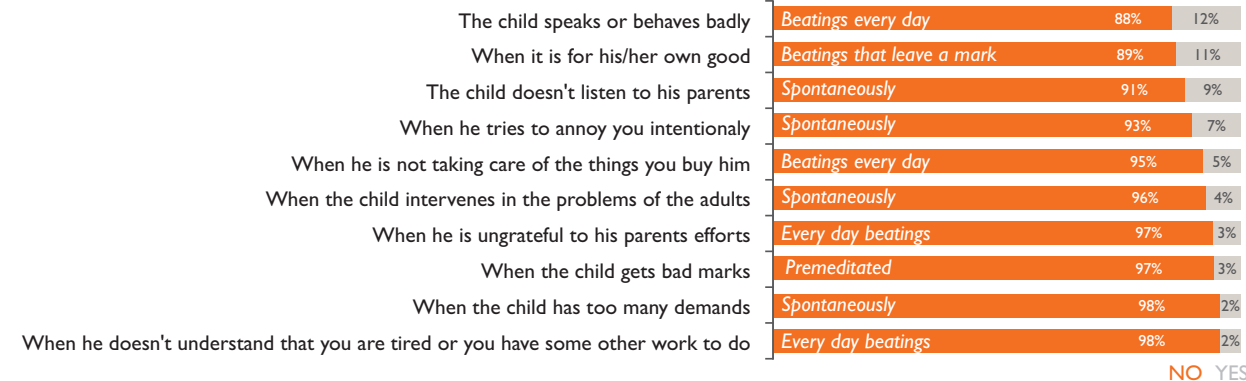 The child speaks or behaves badly Beatings every day 88% 12%
When it is for his/her own good Beatings that leave a mark 89% 11%
The child doesn't listen to his parents Spontaneously 91% 9%
When he tries to annoy you intentionaly Spontaneously 93% 7%
When he is not taking care of the things you buy him Beatings every day 95% 5%
When the child intervenes in the problems of the adults Spontaneously 96% 4%
When he is ungrateful to his parents efforts Every day beatings 97% 3%
When the child gets bad marks Premeditated 97% 3%
When the child has too many demands Spontaneously 98% 2%
When he doesn't understand that you are tired or you have some other work to do Every day beatings 98% 2%
NO YES